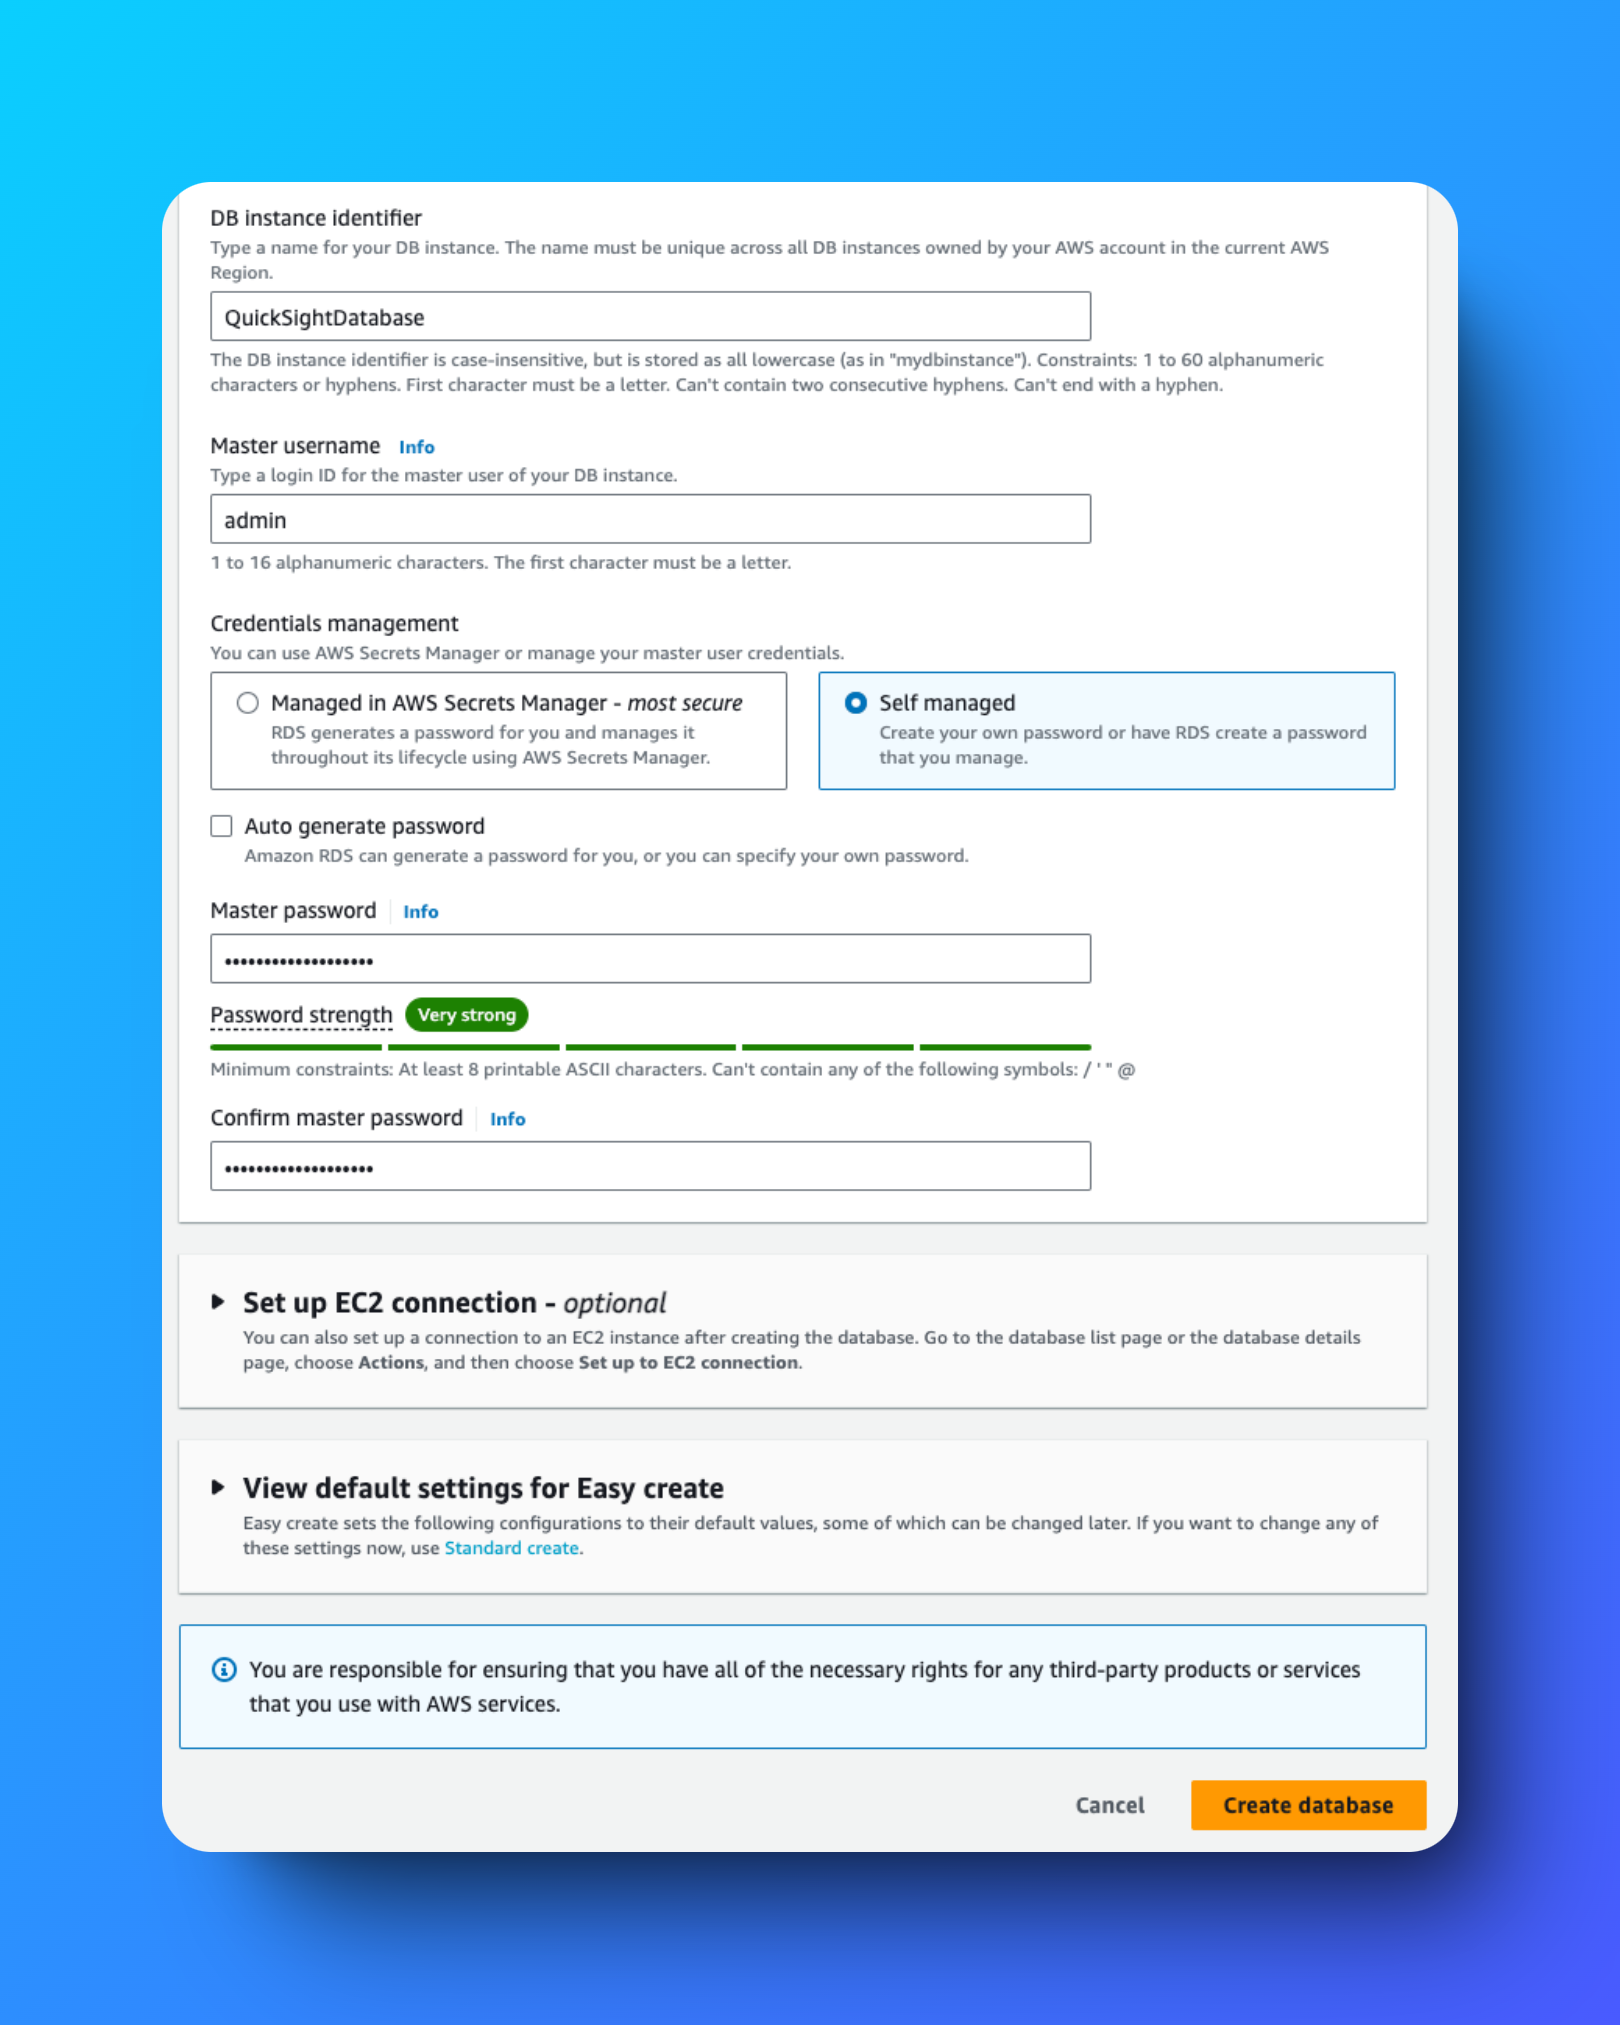 DB instance identifier
Type a name for your DB instance. The name must be unique across all DB instances owned by your AWS account in the current AWS
Region.
QuickSightDatabase
The DB instance identifier is case-insensitive, but is stored as all lowercase (as in "mydbinstance"). Constraints: 1 to 60 alphanumeric
characters or hyphens. First character must be a letter. Can't contain two consecutive hyphens. Can't end with a hyphen.
Master username Info
Type a login ID for the master user of your DB instance.
admin
1 to 16 alphanumeric characters. The first character must be a letter.
Credentials management
You can use AWS Secrets Manager or manage your master user credentials.
Managed in AWS Secrets Manager - most secure
RDS generates a password for you and manages it
throughout its lifecycle using AWS Secrets Manager.
Self managed
Create your own password or have RDS create a password
that you manage.
Auto generate password
Amazon RDS can generate a password for you, or you can specify your own password.
Master password Info
•••••••••••••••••••
Password strength Very strong
Minimum constraints: At least 8 printable ASCII characters. Can't contain any of the following symbols: / ' " @
Confirm master password Info
•••••••••••••••••••
Set up EC2 connection - optional
You can also set up a connection to an EC2 instance after creating the database. Go to the database list page or the database details
page, choose Actions, and then choose Set up to EC2 connection.
View default settings for Easy create
Easy create sets the following configurations to their default values, some of which can be changed later. If you want to change any of
these settings now, use Standard create.
You are responsible for ensuring that you have all of the necessary rights for any third-party products or services
that you use with AWS services.
Cancel Create database